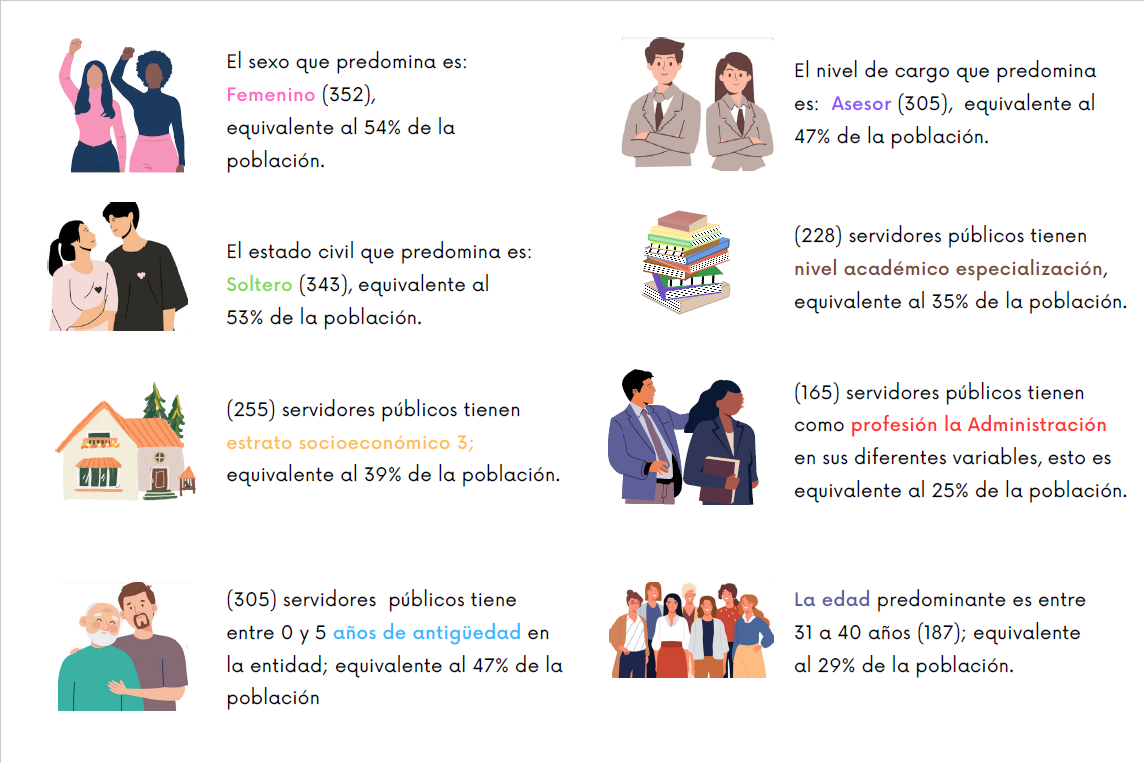 El sexo que predomina es:
Femenino (352),
equivalente al 54% de la
población.
El nivel de cargo que predomina
es: Asesor (305), equivalente al
47% de la población.
El estado civil que predomina es:
Soltero (343), equivalente al
53% de la población.
(228) servidores públicos tienen
nivel académico especialización,
equivalente al 35% de la población.
(255) servidores públicos tienen
estrato socioeconómico 3;
equivalente al 39% de la población.
(165) servidores públicos tienen
como profesión la Administración
en sus diferentes variables, esto es
equivalente al 25% de la población.
(305) servidores públicos tiene
entre 0 y 5 años de antigüedad en
la entidad; equivalente al 47% de la
población
La edad predominante es entre
31 a 40 años (187); equivalente
al 29% de la población.